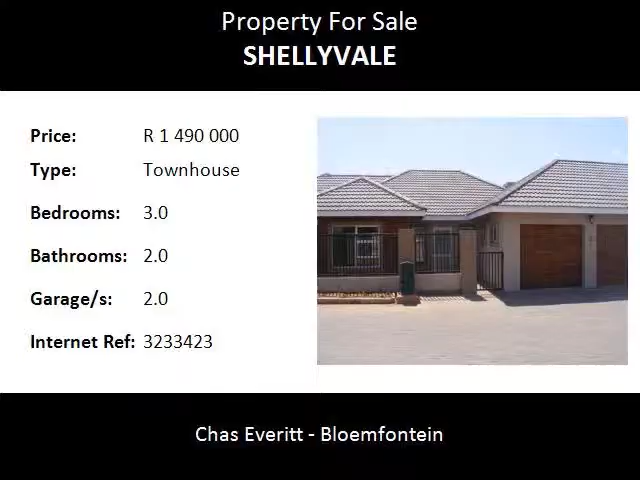 Property For Sale
SHELLYVALE
Price: R 1 490 000
Type: Townhouse
Bedrooms: 3.0
Bathrooms: 2.0
Garage/s: 2.0
Internet Ref: 3233423
Chas Everitt - Bloemfontein